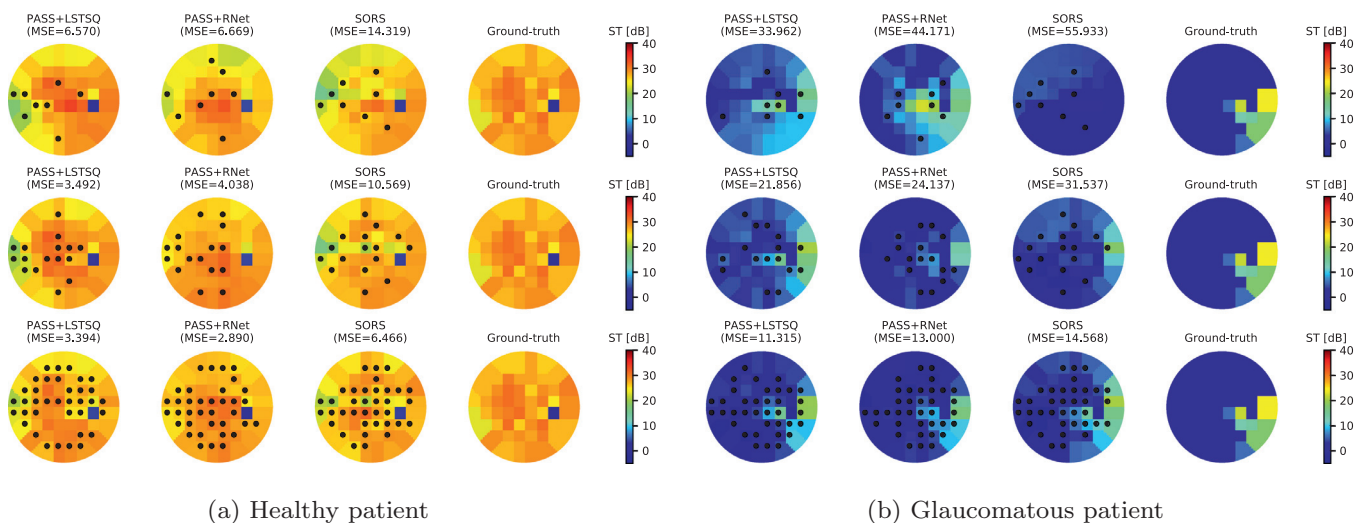 PASS+LSTSQ PASS+RNet SORS
(MSE=6.570) (MSE=6.669) (MSE=14.319) Ground-truth ST [dB]
40
30
20
10
0
PASS+LSTSQ PASS+RNet SORS
(MSE=33.962) (MSE=44.171) (MSE=55.933) Ground-truth ST [dB]
40
30
20
10
0
PASS+LSTSQ PASS+RNet SORS
(MSE=3.492) (MSE=4.038) (MSE=10.569) Ground-truth ST [dB]
40
30
20
10
0
PASS+LSTSQ PASS+RNet SORS
(MSE=21.856) (MSE=24.137) (MSE=31.537) Ground-truth ST [dB]
40
30
20
10
0
PASS+LSTSQ PASS+RNet SORS
(MSE=3.394) (MSE=2.890) (MSE=6.466) Ground-truth ST [dB]
40
30
20
10
0
PASS+LSTSQ PASS+RNet SORS
(MSE=11.315) (MSE=13.000) (MSE=14.568) Ground-truth ST [dB]
40
30
20
10
0
(a) Healthy patient
(b) Glaucomatous patient